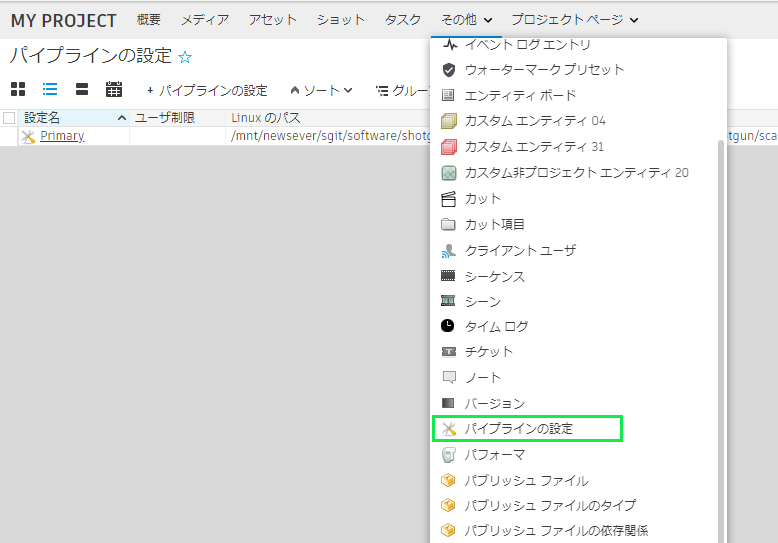 MY PROJECT 概要 メディア アセット ショット タスク その他 プロジェクト ページ
パイプラインの設定
+ パイプラインの設定 ソート グルー
設定名 ユーザ制限 Linux のパス
Primary /mnt/newsever/sgit/software/shotg tgun/sca
イベント ログ エントリ
ウォーターマーク プリセット
エンティティ ボード
カスタム エンティティ 04
カスタム エンティティ 31
カスタム非プロジェクト エンティティ 20
カット
カット項目
クライアント ユーザ
シーケンス
シーン
タイム ログ
チケット
ノート
バージョン
パイプラインの設定
パフォーマ
パブリッシュ ファイル
パブリッシュ ファイルのタイプ
パブリッシュ ファイルの依存関係